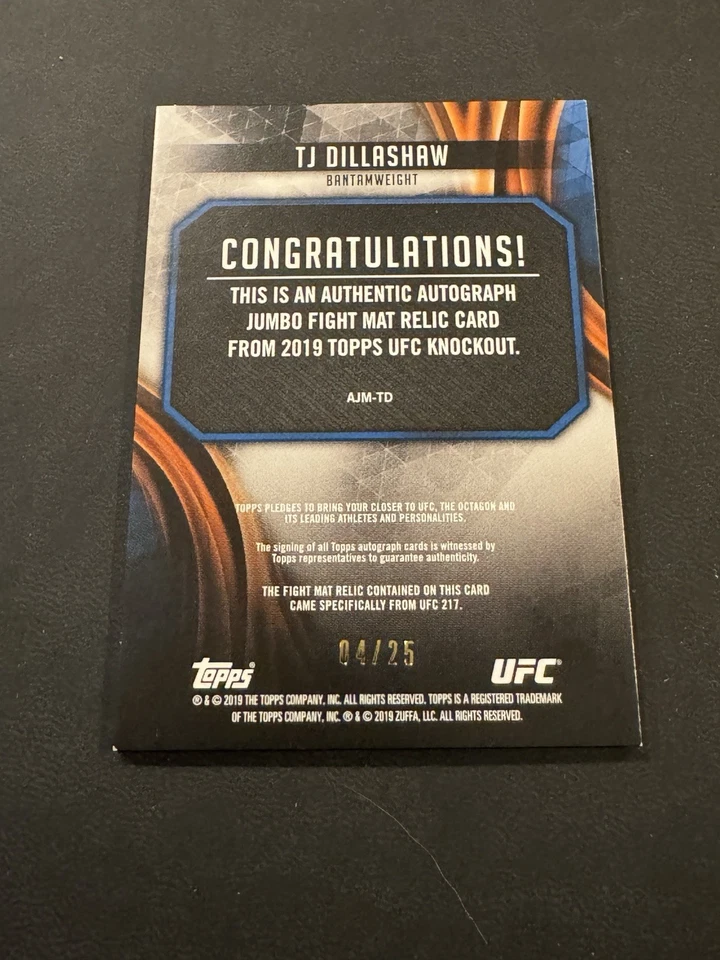 TJ DILLASHAW
BANTAMWEIGHT
CONGRATULATIONS!
THIS IS AN AUTHENTIC AUTOGRAPH
JUMBO FIGHT MAT RELIC CARD
FROM 2019 TOPPS UFC KNOCKOUT.
AJM-TD
TOPPS PLEDGES TO BRING YOUR CLOSER TO UFC, THE OCTAGON AND
ITS LEADING ATHLETES AND PERSONALITIES.
The signing of all Topps autograph cards is witnessed by
Topps representatives to guarantee authenticity.
THE FIGHT MAT RELIC CONTAINED ON THIS CARD
CAME SPECIFICALLY FROM UFC 217.
04/25
Topps® UFC®
® & © 2019 THE TOPPS COMPANY, INC. ALL RIGHTS RESERVED. TOPPS IS A REGISTERED TRADEMARK
OF THE TOPPS COMPANY, INC. ® & © 2019 ZUFFA, LLC. ALL RIGHTS RESERVED.